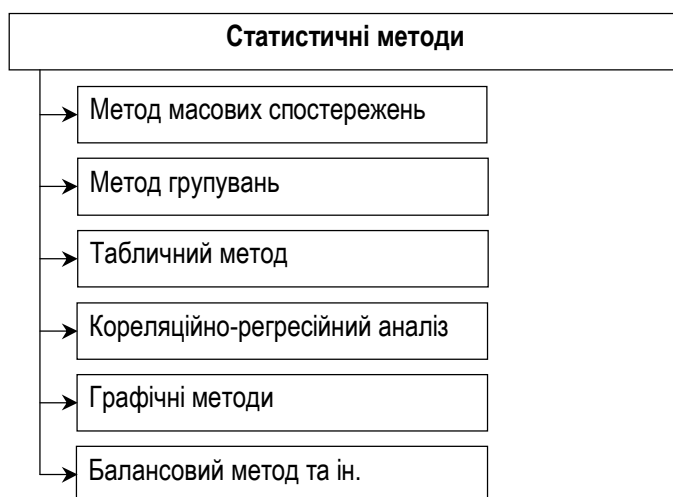 Статистичні методи
Метод масових спостережень
Метод групувань
Табличний метод
Кореляційно-регресійний аналіз
Графічні методи
Балансовий метод та ін.